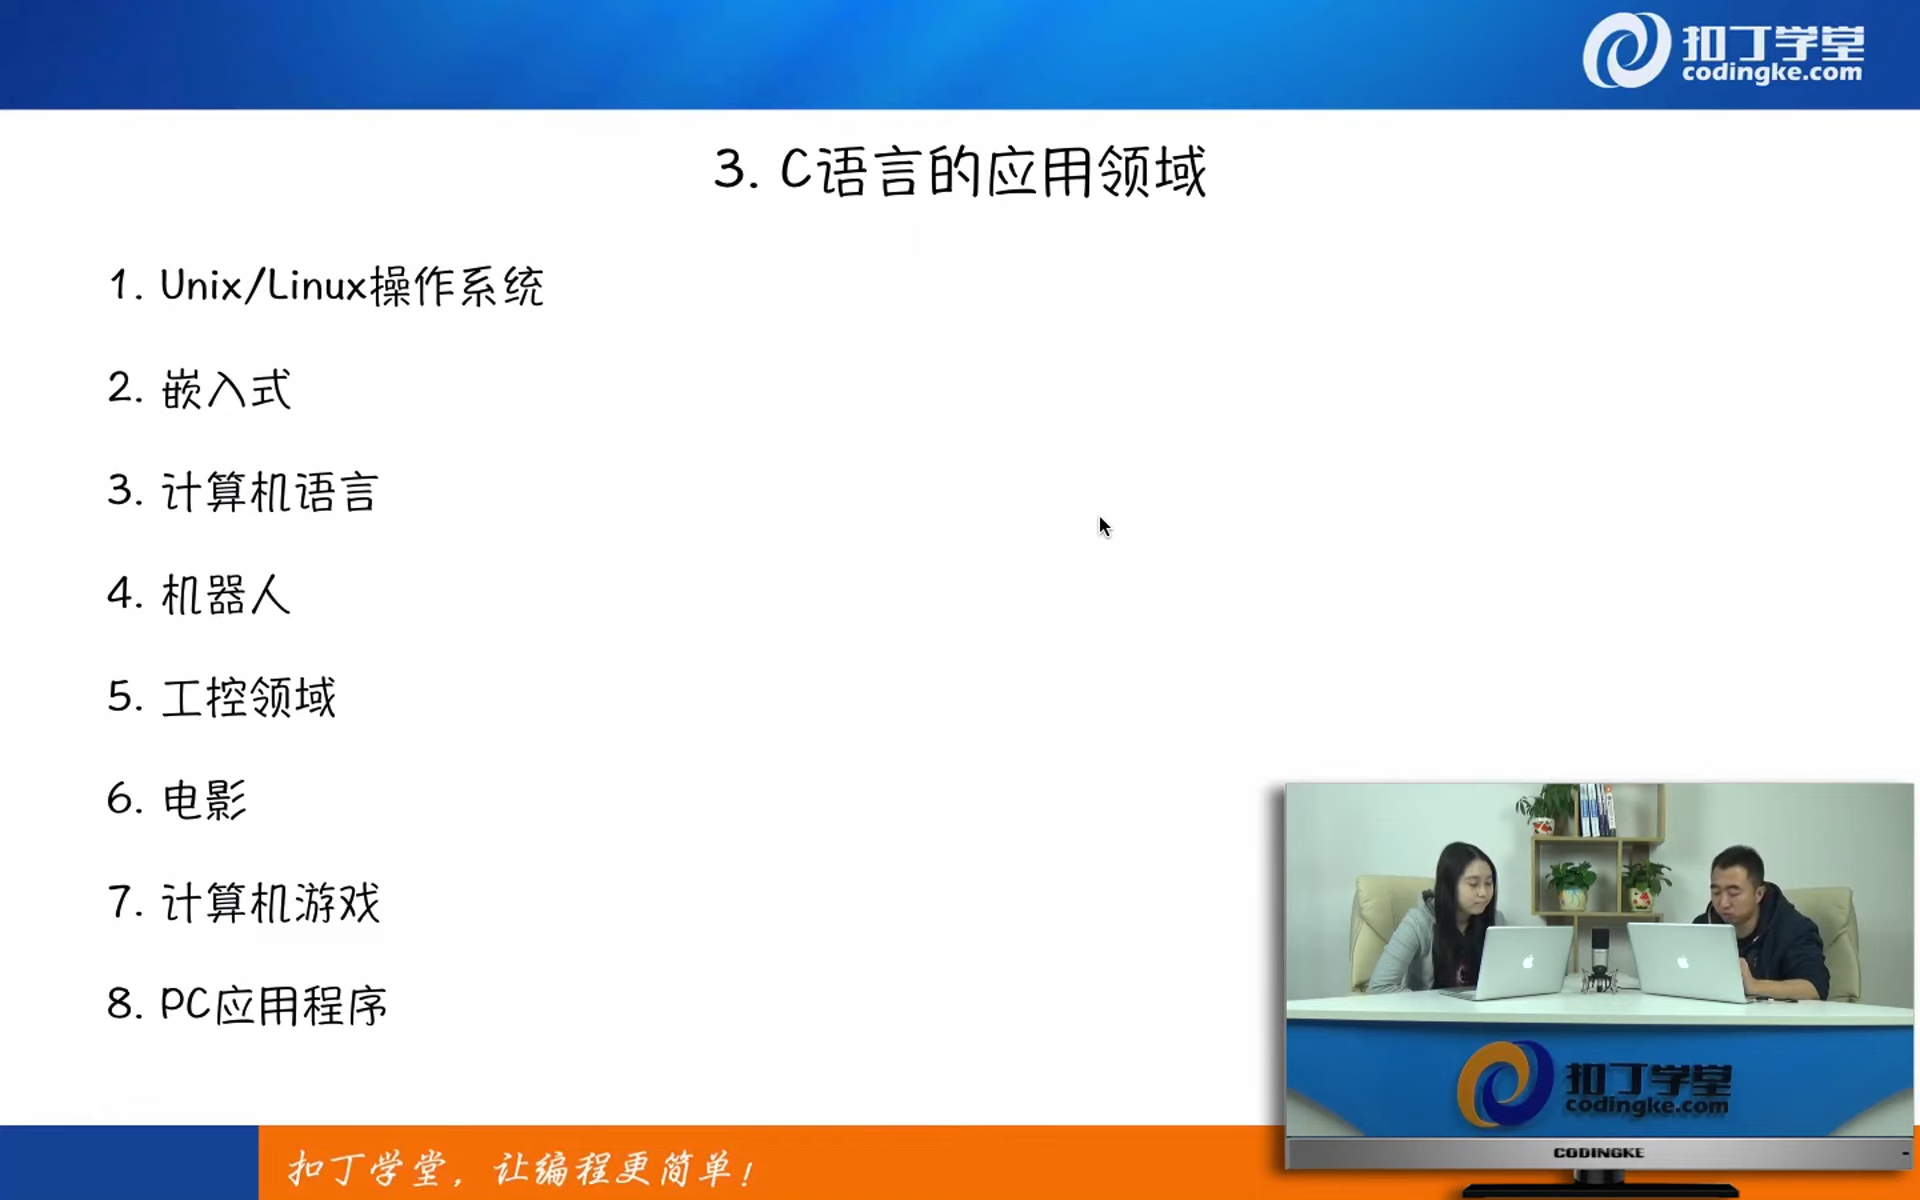 扣丁学堂
codingke.com
3. C语言的应用领域
1. Unix/Linux操作系统
2. 嵌入式
3. 计算机语言
4. 机器人
5. 工控领域
6. 电影
7. 计算机游戏
8. PC应用程序
扣丁学堂
codingke.com
CODINGKE
扣丁学堂，让编程更简单！